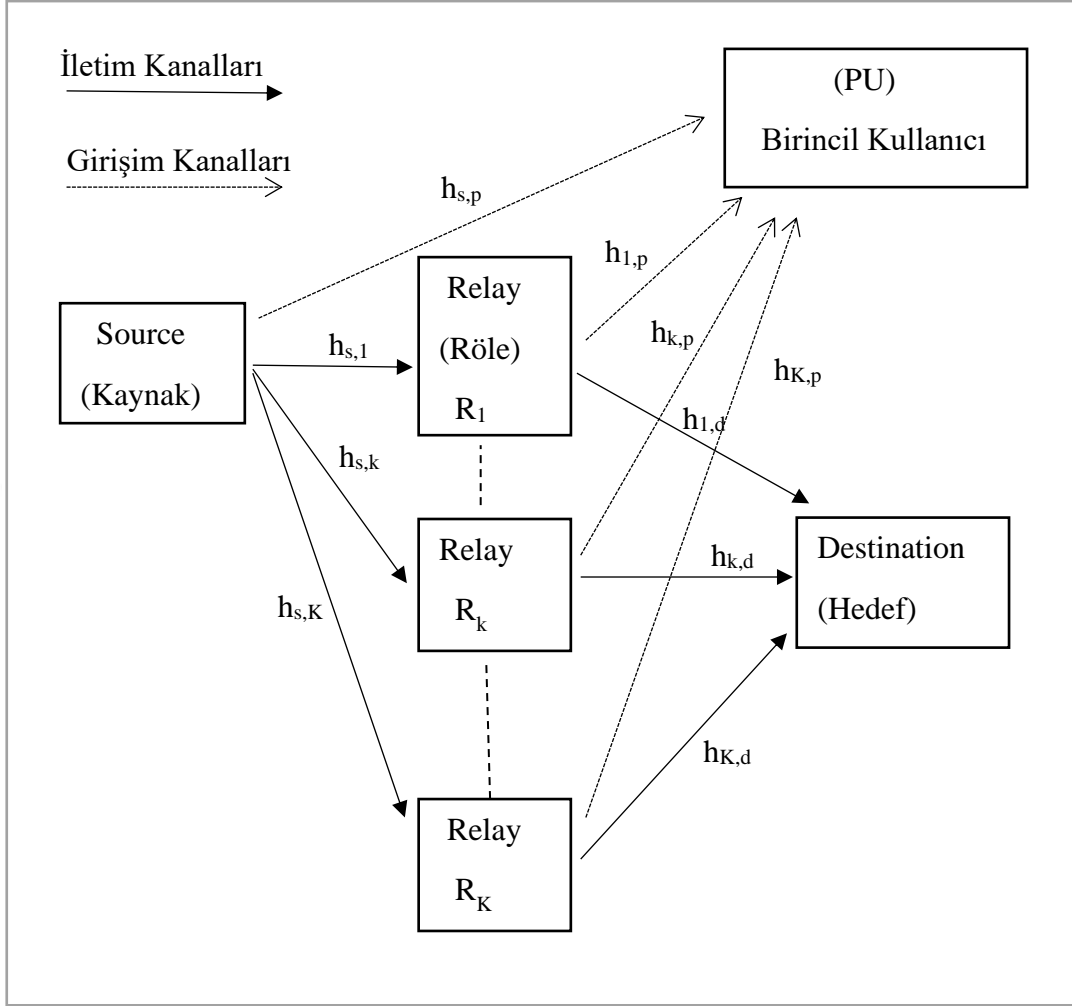 İletim Kanalları
Girişim Kanalları
(PU)
Birincil Kullanıcı
hs,p
h1,p
hk,p
hK,p
Source
(Kaynak)
hs,1
hs,k
hs,K
Relay
(Röle)
R1
Relay
Rk
Relay
RK
h1,d
hk,d
hK,d
Destination
(Hedef)